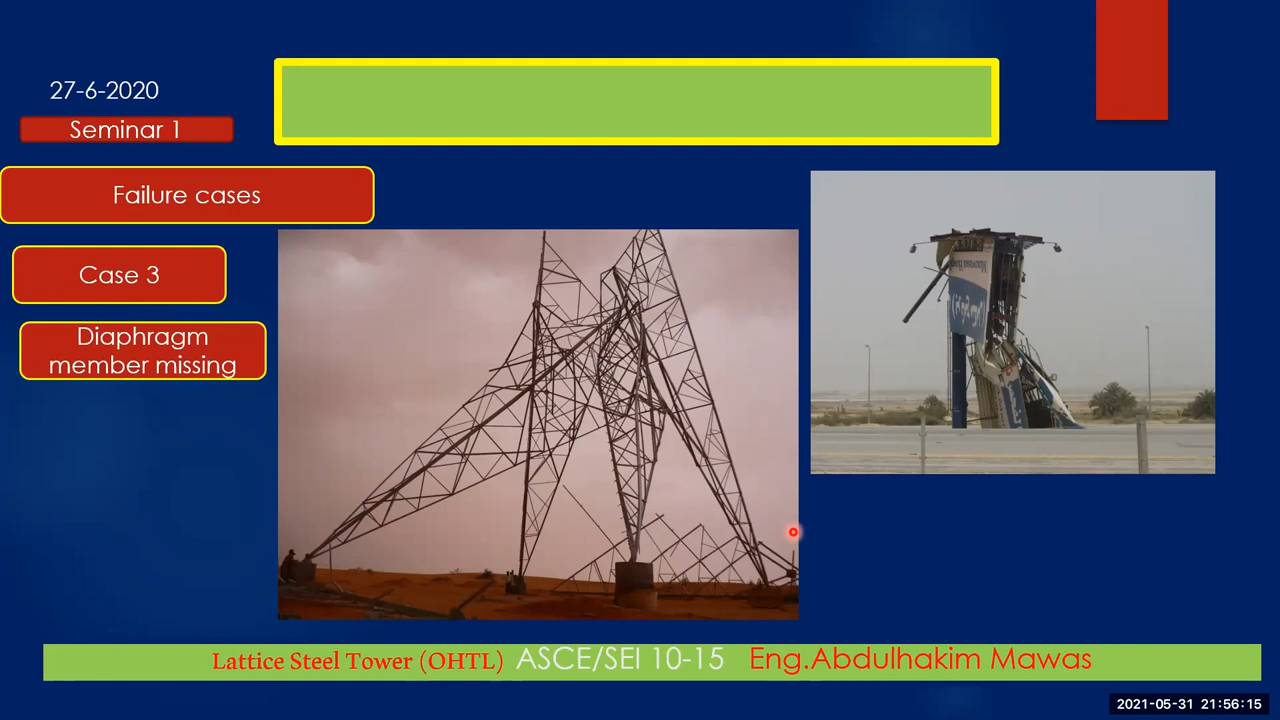 27-6-2020
Seminar 1
Failure cases
Case 3
Diaphragm
member missing
Lattice Steel Tower (OHTL) ASCE/SEI 10-15 Eng.Abdulhakim Mawas
2021-05-31 21:56:15